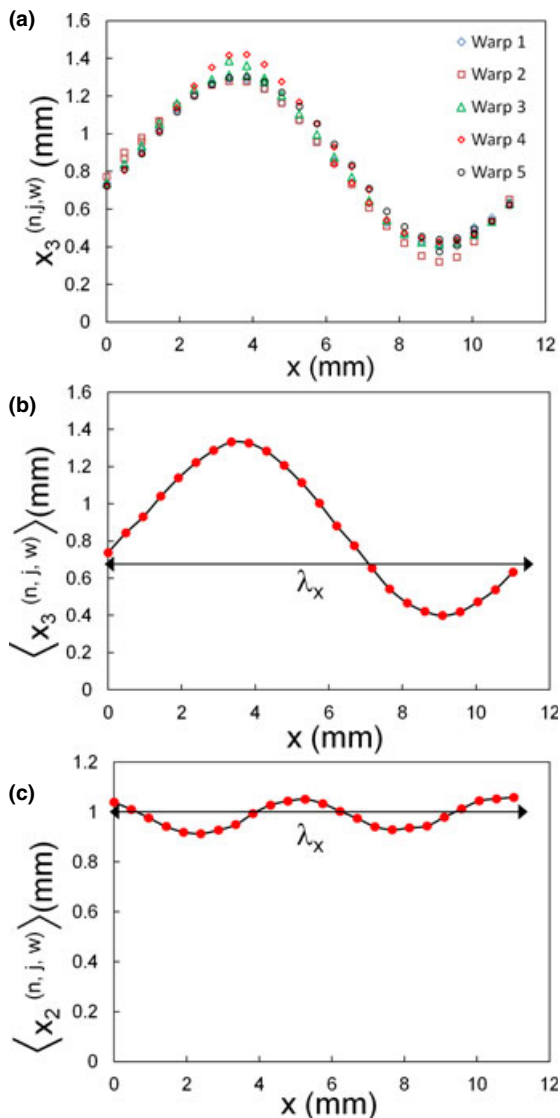 (a)
x3 (n,j,w) (mm)
1.6
1.4
1.2
1
0.8
0.6
0.4
0.2
0
0 2 4 6 8 10 12
x (mm)
Warp 1
Warp 2
Warp 3
Warp 4
Warp 5
(b)
⟨x3 (n, j, w)⟩(mm)
1.6
1.4
1.2
1
0.8
0.6
0.4
0.2
0
λx
0 2 4 6 8 10 12
x (mm)
(c)
⟨x2 (n, j, w)⟩(mm)
1.2
1
0.8
0.6
0.4
0.2
0
λx
0 2 4 6 8 10 12
x (mm)